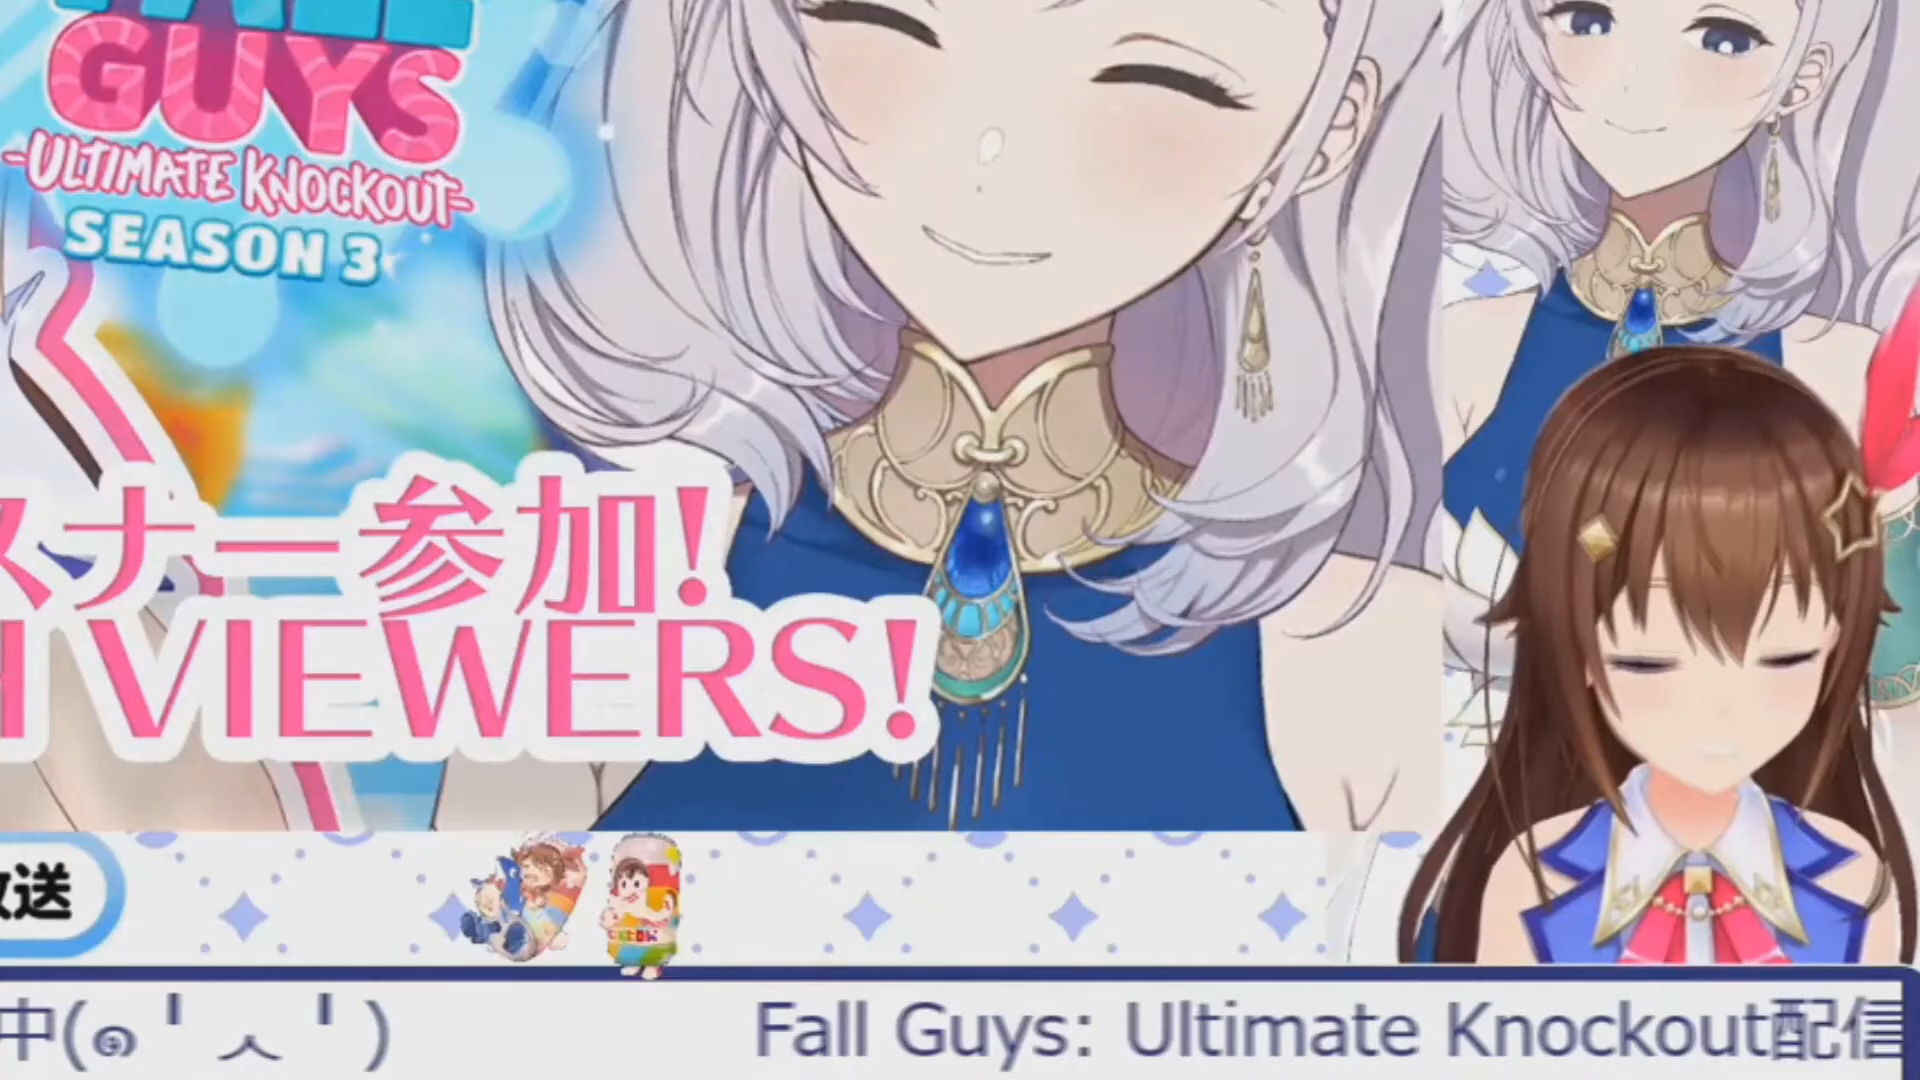 GUYS
-ULTIMATE KNOCKOUT-
SEASON 3
スナー参加!
H VIEWERS!
放送
中(๑╹ᆺ╹)
Fall Guys: Ultimate Knockout配信